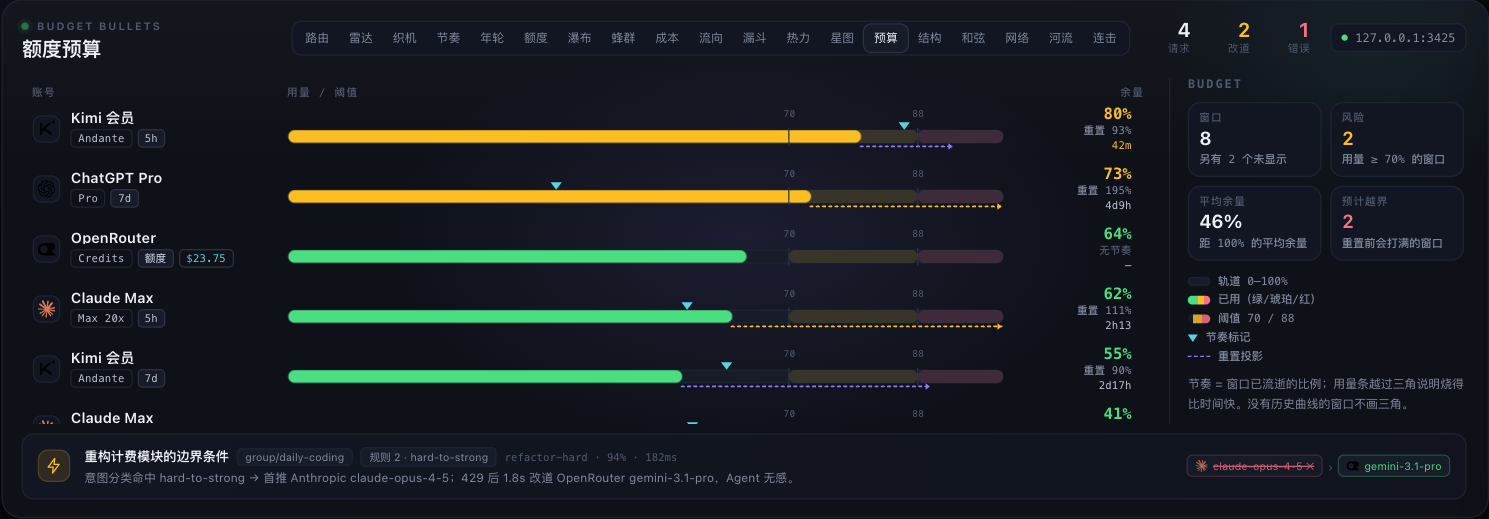 BUDGET BULLETS
额度预算
路由 雷达 织机 节奏 年轮 额度 瀑布 蜂群 成本 流向 漏斗 热力 星图 预算 结构 和弦 网络 河流 连击
4 请求
2 改道
1 错误
127.0.0.1:3425
账号 用量 / 阈值 余量
Kimi 会员
Andante 5h
70 88
80%
重置 93%
42m
ChatGPT Pro
Pro 7d
70 88
73%
重置 195%
4d9h
OpenRouter
Credits 额度 $23.75
70 88
64%
无节奏
—
Claude Max
Max 20x 5h
70 88
62%
重置 111%
2h13
Kimi 会员
Andante 7d
70 88
55%
重置 90%
2d17h
Claude Max
70 88
41%
BUDGET
窗口
8
另有 2 个未显示
风险
2
用量 ≥ 70% 的窗口
平均余量
46%
距 100% 的平均余量
预计越界
2
重置前会打满的窗口
轨道 0—100%
已用 (绿/琥珀/红)
阈值 70 / 88
节奏标记
重置投影
节奏 = 窗口已流逝的比例；用量条越过三角说明烧得
比时间快。没有历史曲线的窗口不画三角。
重构计费模块的边界条件 group/daily-coding 规则 2 · hard-to-strong refactor-hard · 94% · 182ms
意图分类命中 hard-to-strong → 首推 Anthropic claude-opus-4-5；429 后 1.8s 改道 OpenRouter gemini-3.1-pro，Agent 无感。
claude-opus-4-5 ✕ › gemini-3.1-pro